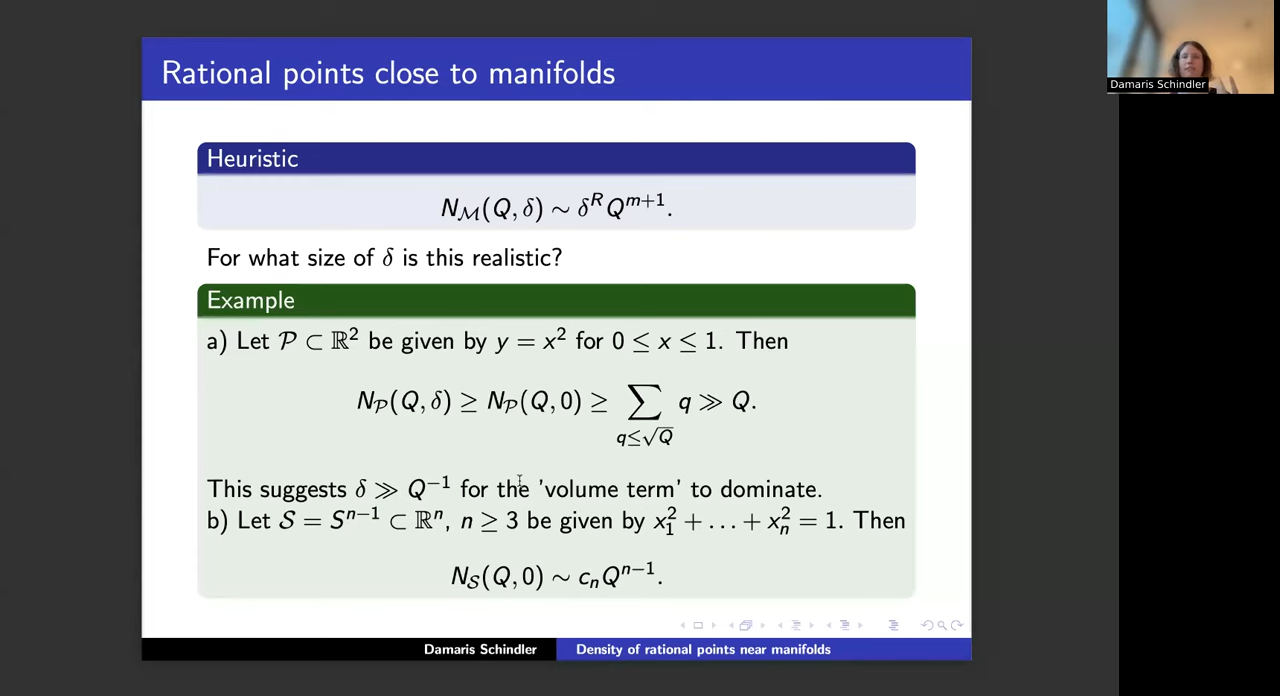 Rational points close to manifolds
Damaris Schindler
Heuristic
N_ℳ(Q, δ) ∼ δ^R Q^{m+1}.
For what size of δ is this realistic?
Example
a) Let 𝒫 ⊂ ℝ² be given by y = x² for 0 ≤ x ≤ 1. Then
N_𝒫(Q, δ) ≥ N_𝒫(Q, 0) ≥ ∑_{q≤√Q} q ≫ Q.
This suggests δ ≫ Q⁻¹ for the 'volume term' to dominate.
b) Let 𝒮 = S^{n−1} ⊂ ℝⁿ, n ≥ 3 be given by x₁² + … + xₙ² = 1. Then
N_𝒮(Q, 0) ∼ cₙQ^{n−1}.
Damaris Schindler
Density of rational points near manifolds